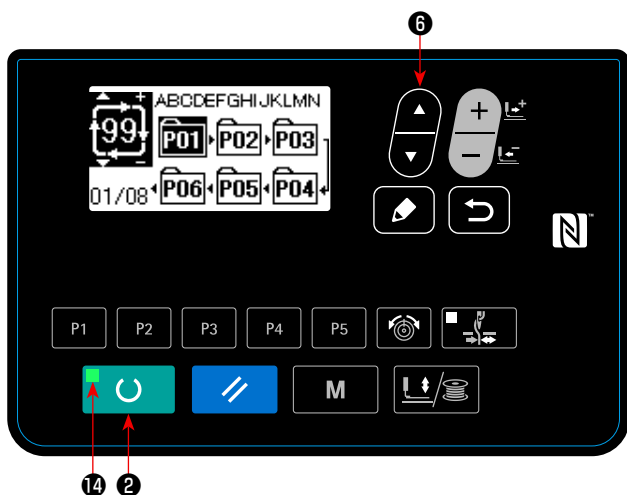 ❻
ABCDEFGHIJKLMN
99 P01 P02 P03
01/08 P06 P05 P04
P1 P2 P3 P4 P5
M
⓮ ❷